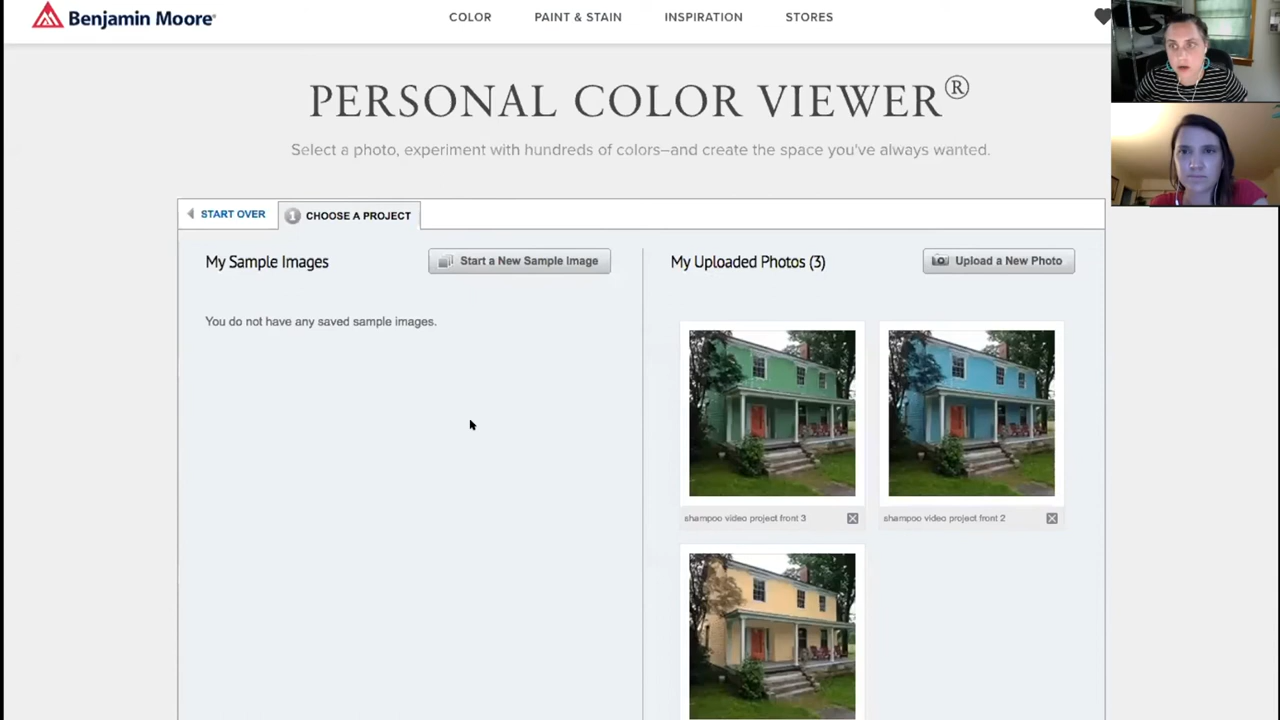 Benjamin Moore®
COLOR PAINT & STAIN INSPIRATION STORES
PERSONAL COLOR VIEWER®
Select a photo, experiment with hundreds of colors–and create the space you've always wanted.
START OVER 1 CHOOSE A PROJECT
My Sample Images Start a New Sample Image
You do not have any saved sample images.
My Uploaded Photos (3) Upload a New Photo
shampoo video project front 3 shampoo video project front 2